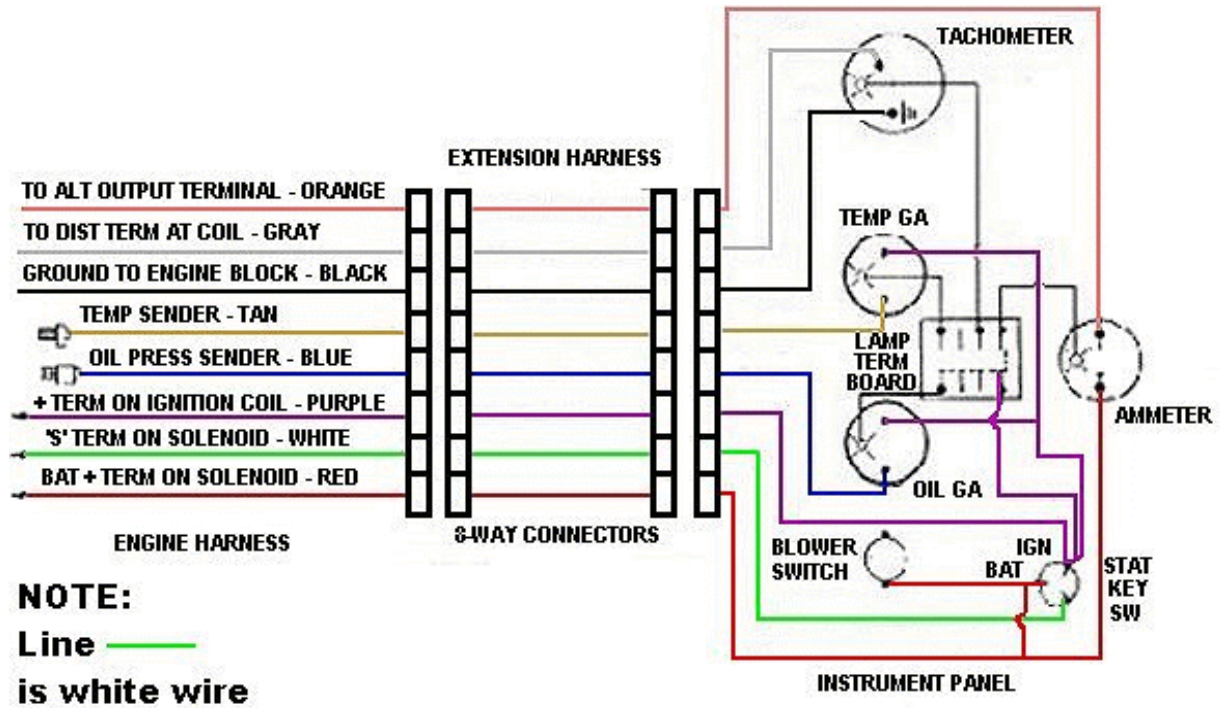 TACHOMETER
EXTENSION HARNESS
TO ALT OUTPUT TERMINAL - ORANGE
TO DIST TERM AT COIL - GRAY
GROUND TO ENGINE BLOCK - BLACK
TEMP SENDER - TAN
OIL PRESS SENDER - BLUE
+ TERM ON IGNITION COIL - PURPLE
'S' TERM ON SOLENOID - WHITE
BAT + TERM ON SOLENOID - RED
ENGINE HARNESS
8-WAY CONNECTORS
TEMP GA
LAMP
TERM
BOARD
AMMETER
OIL GA
BLOWER
SWITCH
IGN
BAT
STAT
KEY
SW
INSTRUMENT PANEL
NOTE:
Line
is white wire